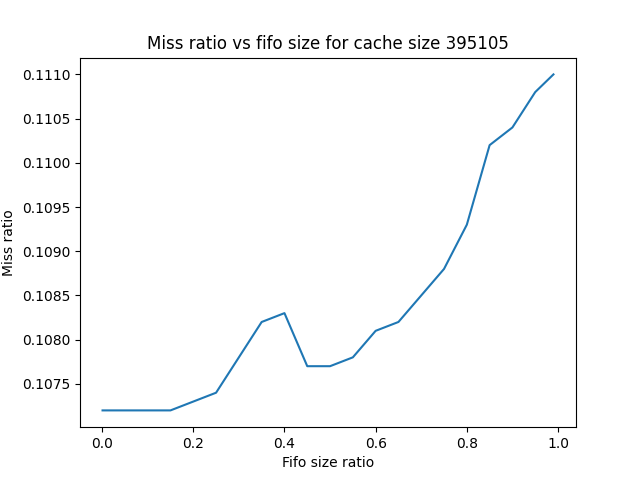 Miss ratio vs fifo size for cache size 395105
0.1110
0.1105
0.1100
0.1095
0.1090
0.1085
0.1080
0.1075
Miss ratio
0.0 0.2 0.4 0.6 0.8 1.0
Fifo size ratio